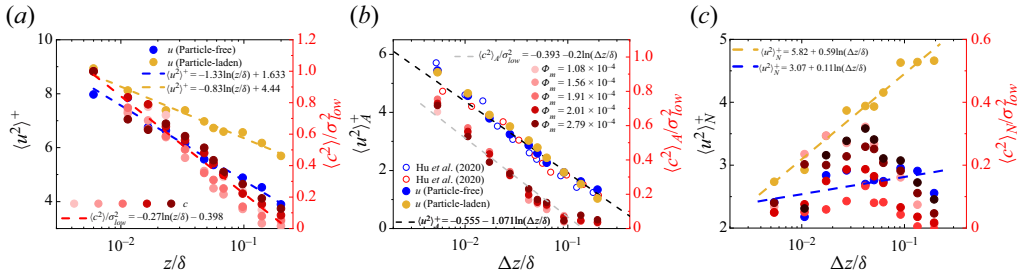 (a)
10
8
6
4
⟨u²⟩⁺
u (Particle-free)
u (Particle-laden)
⟨u²⟩⁺ = −1.33ln(z/δ) + 1.633
⟨u²⟩⁺ = −0.83ln(z/δ) + 4.44
c
⟨c²⟩/σ²low = −0.27ln(z/δ) − 0.398
10⁻² 10⁻¹
z/δ
1.2
1.0
0.8
0.6
0.4
0.2
0
⟨c²⟩/σ²low
(b)
6
5
4
3
2
1
0
⟨u²⟩⁺A
⟨c²⟩A/σ²low = −0.393 −0.2ln(Δz/δ)
Φm = 1.08 × 10⁻⁴
Φm = 1.56 × 10⁻⁴
Φm = 1.91 × 10⁻⁴
Φm = 2.01 × 10⁻⁴
Φm = 2.79 × 10⁻⁴
Hu et al. (2020)
Hu et al. (2020)
u (Particle-free)
u (Particle-laden)
⟨u²⟩⁺A = −0.555 − 1.071ln(Δz/δ)
10⁻² 10⁻¹
Δz/δ
1.0
0.8
0.6
0.4
0.2
0
⟨c²⟩A/σ²low
(c)
5
4
3
2
⟨u²⟩⁺N
⟨u²⟩⁺N = 5.82 + 0.59ln(Δz/δ)
⟨u²⟩⁺N = 3.07 + 0.11ln(Δz/δ)
10⁻² 10⁻¹
Δz/δ
0.6
0.4
0.2
0
⟨c²⟩N/σ²low